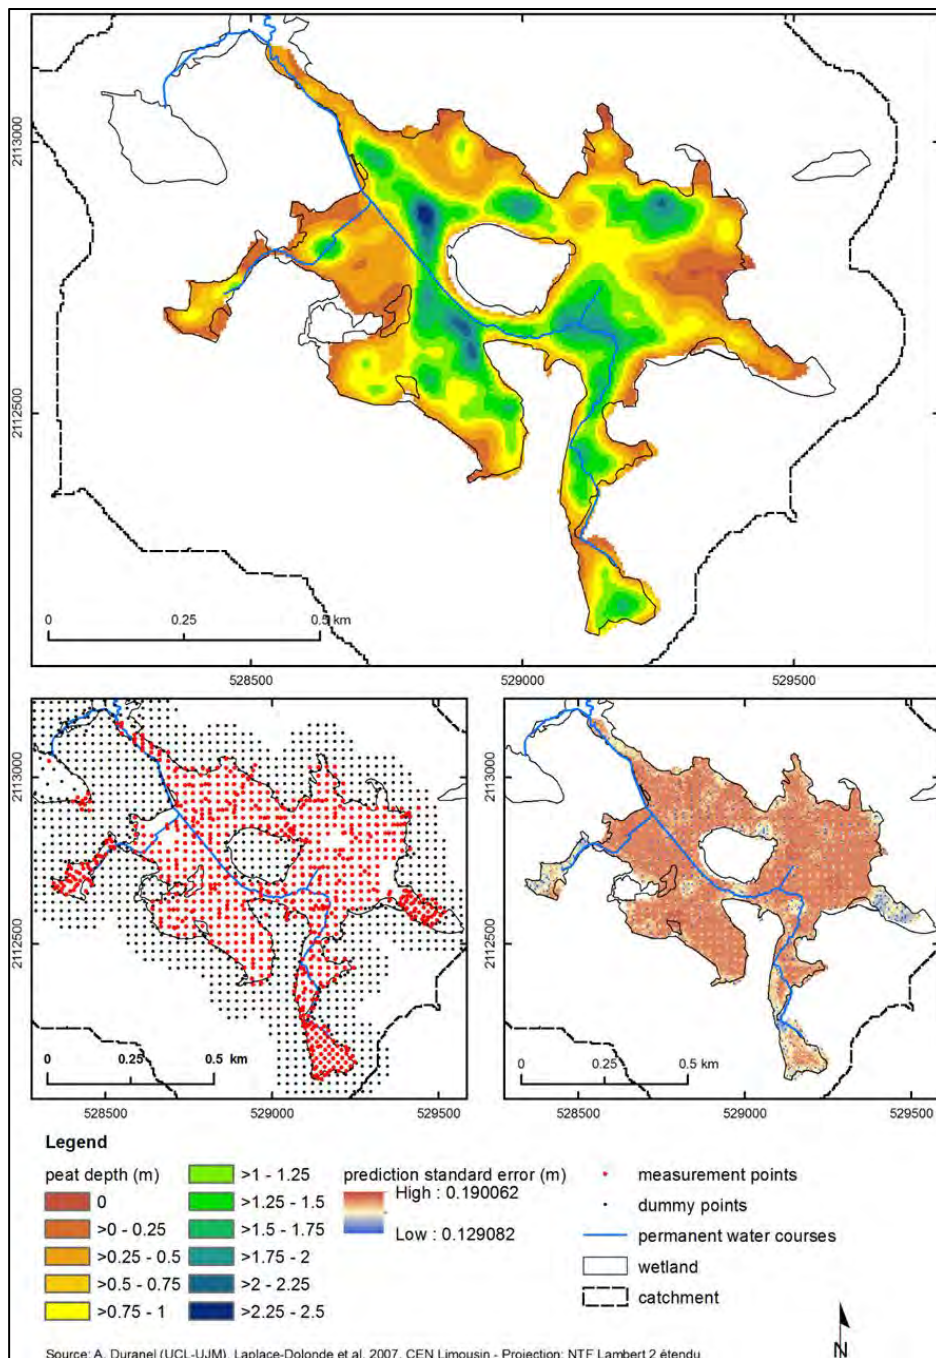 2113000
2112500
0 0.25 0.5 km
528500 529000 529500
2113000
2112500
0 0.25 0.5 km
528500 529000 529500
2113000
2112500
0 0.25 0.5 km
528500 529000 529500
Legend
peat depth (m)
0
>0 - 0.25
>0.25 - 0.5
>0.5 - 0.75
>0.75 - 1
>1 - 1.25
>1.25 - 1.5
>1.5 - 1.75
>1.75 - 2
>2 - 2.25
>2.25 - 2.5
prediction standard error (m)
High : 0.190062
Low : 0.129082
measurement points
dummy points
permanent water courses
wetland
catchment
N
Source: A. Duranel (UCL-UJM), Laplace-Dolonde et al, 2007, CEN Limousin - Projection: NTF Lambert 2 étendu